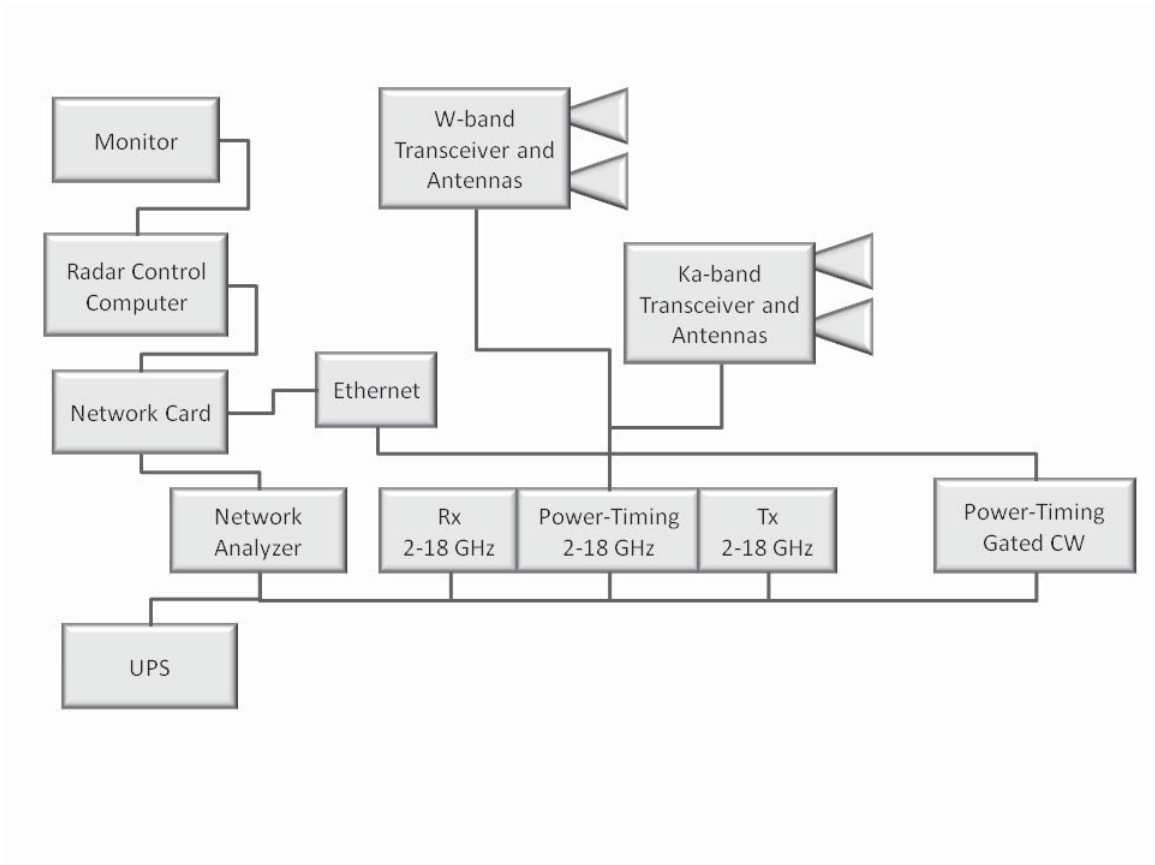 Monitor
W-band
Transceiver and
Antennas
Radar Control
Computer
Ka-band
Transceiver and
Antennas
Network Card
Ethernet
Network
Analyzer
Rx
2-18 GHz
Power-Timing
2-18 GHz
Tx
2-18 GHz
Power-Timing
Gated CW
UPS